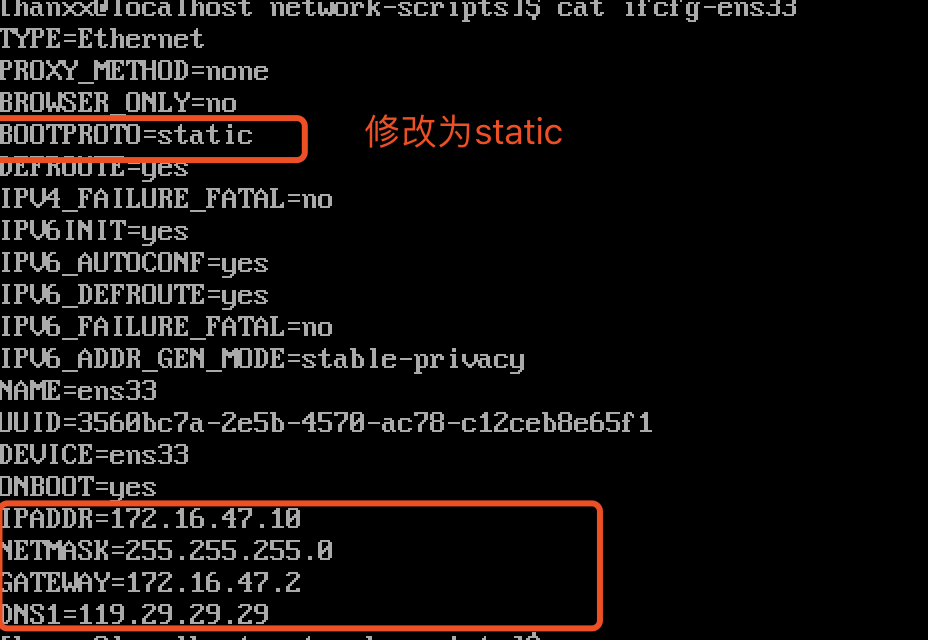 [hanxx@localhost network-scripts]$ cat ifcfg-ens33
TYPE=Ethernet
PROXY_METHOD=none
BROWSER_ONLY=no
BOOTPROTO=static
修改为static
DEFROUTE=yes
IPV4_FAILURE_FATAL=no
IPV6INIT=yes
IPV6_AUTOCONF=yes
IPV6_DEFROUTE=yes
IPV6_FAILURE_FATAL=no
IPV6_ADDR_GEN_MODE=stable-privacy
NAME=ens33
UUID=3560bc7a-2e5b-4570-ac78-c12ceb8e65f1
DEVICE=ens33
ONBOOT=yes
IPADDR=172.16.47.10
NETMASK=255.255.255.0
GATEWAY=172.16.47.2
DNS1=119.29.29.29